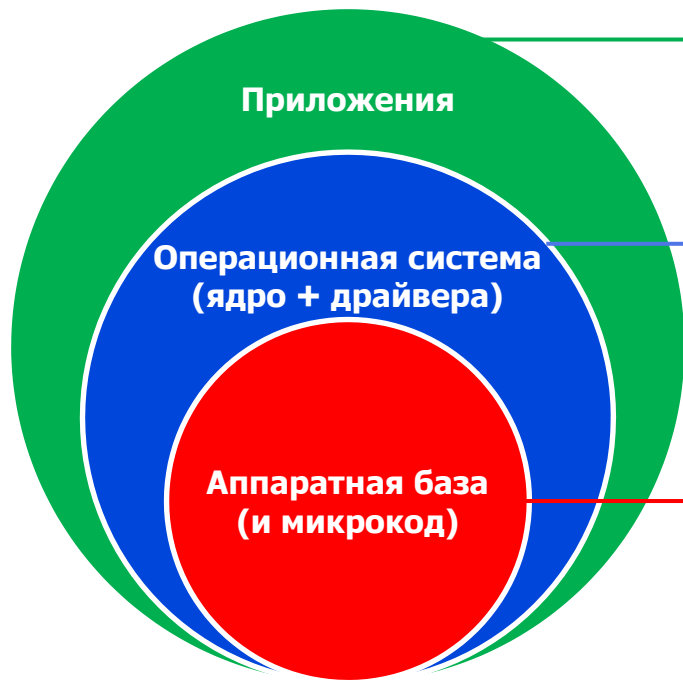 Приложения
Операционная система
(ядро + драйвера)
Аппаратная база
(и микрокод)